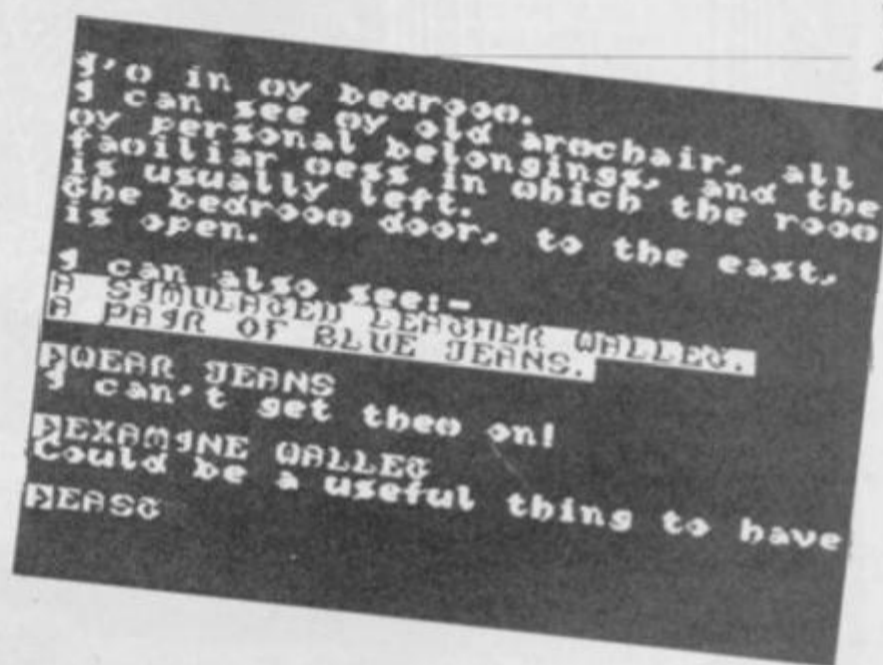 I'm in my bedroom.
I can see my old armchair, all
my personal belongings, and the
familiar mess in which the room
is usually left.
The bedroom door, to the east,
is open.
I can also see:-
A SIMULATED LEATHER WALLET.
A PAIR OF BLUE JEANS.
>WEAR JEANS
I can't get them on!
>EXAMINE WALLET
Could be a useful thing to have
>EAST